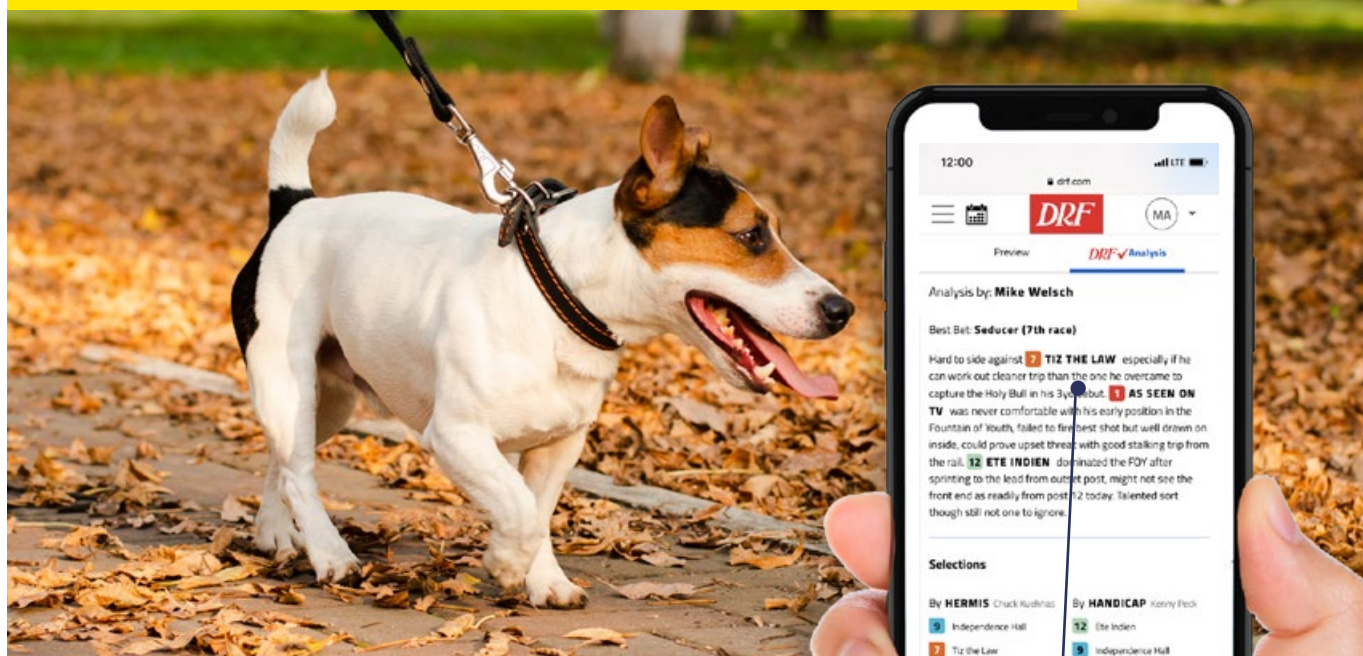 12:00
LTE
drf.com
DRF
MA
Preview
DRF Analysis
Analysis by: Mike Welsch
Best Bet: Seducer (7th race)
Hard to side against 7 TIZ THE LAW especially if he
can work out cleaner trip than the one he overcame to
capture the Holy Bull in his 3yo debut. 1 AS SEEN ON
TV was never comfortable with his early position in the
Fountain of Youth, failed to fire best shot but well drawn on
inside, could prove upset threat with good stalking trip from
the rail. 12 ETE INDIEN dominated the FOY after
sprinting to the lead from outset post, might not see the
front end as readily from post 12 today. Talented sort
though still not one to ignore.
Selections
By HERMIS Chuck
By HANDICAP Kenny Peck
9 Independence Hall
12 Ete Indien
7 Tiz the Law
9 Independence Hall